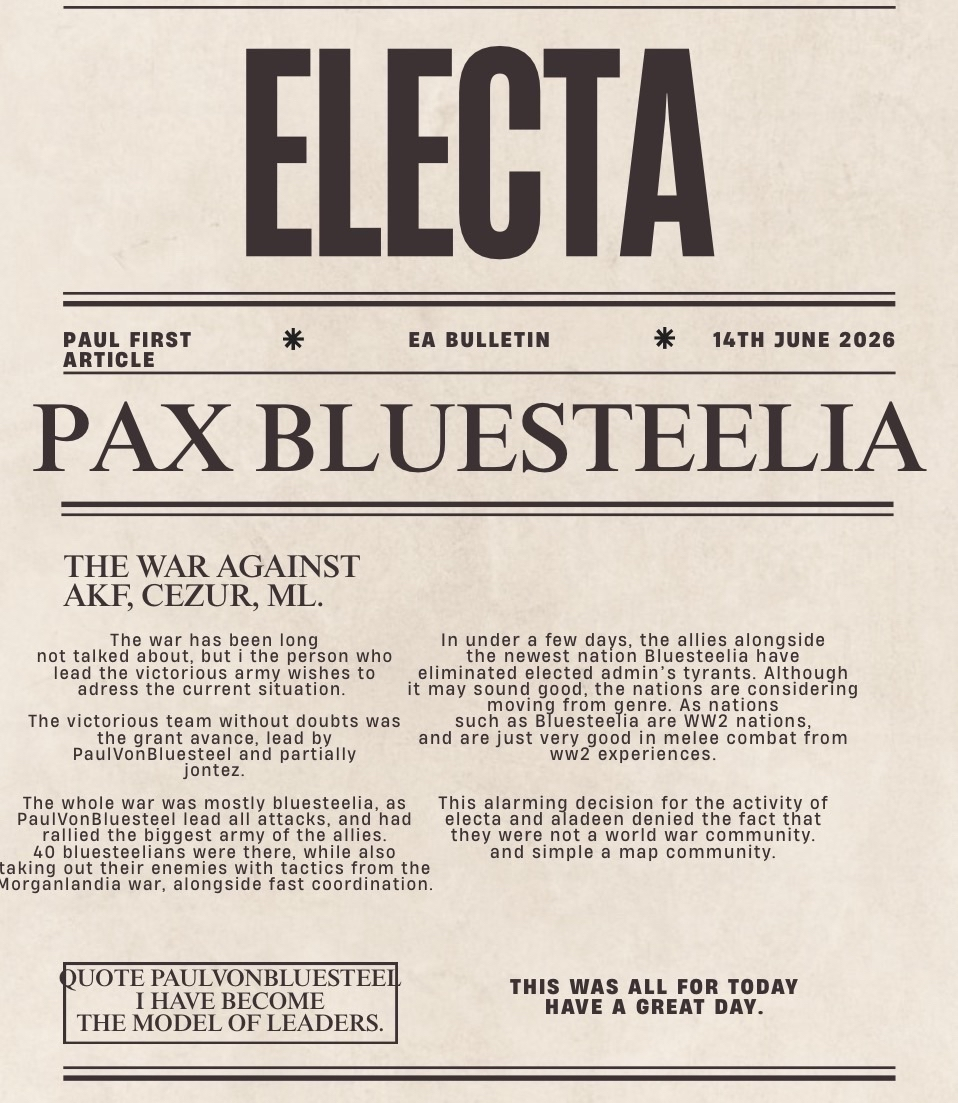 ELECTA
PAUL FIRST
ARTICLE
EA BULLETIN
14TH JUNE 2026
PAX BLUESTEELIA
THE WAR AGAINST
AKF, CEZUR, ML.
The war has been long
not talked about, but i the person who
lead the victorious army wishes to
adress the current situation.
The victorious team without doubts was
the grant avance, lead by
PaulVonBluesteel and partially
jontez.
The whole war was mostly bluesteelia, as
PaulVonBluesteel lead all attacks, and had
rallied the biggest army of the allies.
40 bluesteelians were there, while also
taking out their enemies with tactics from the
Morganlandia war, alongside fast coordination.
In under a few days, the allies alongside
the newest nation Bluesteelia have
eliminated elected admin's tyrants. Although
it may sound good, the nations are considering
moving from genre. As nations
such as Bluesteelia are WW2 nations,
and are just very good in melee combat from
ww2 experiences.
This alarming decision for the activity of
electa and aladeen denied the fact that
they were not a world war community.
and simple a map community.
QUOTE PAULVONBLUESTEEL
I HAVE BECOME
THE MODEL OF LEADERS.
THIS WAS ALL FOR TODAY
HAVE A GREAT DAY.